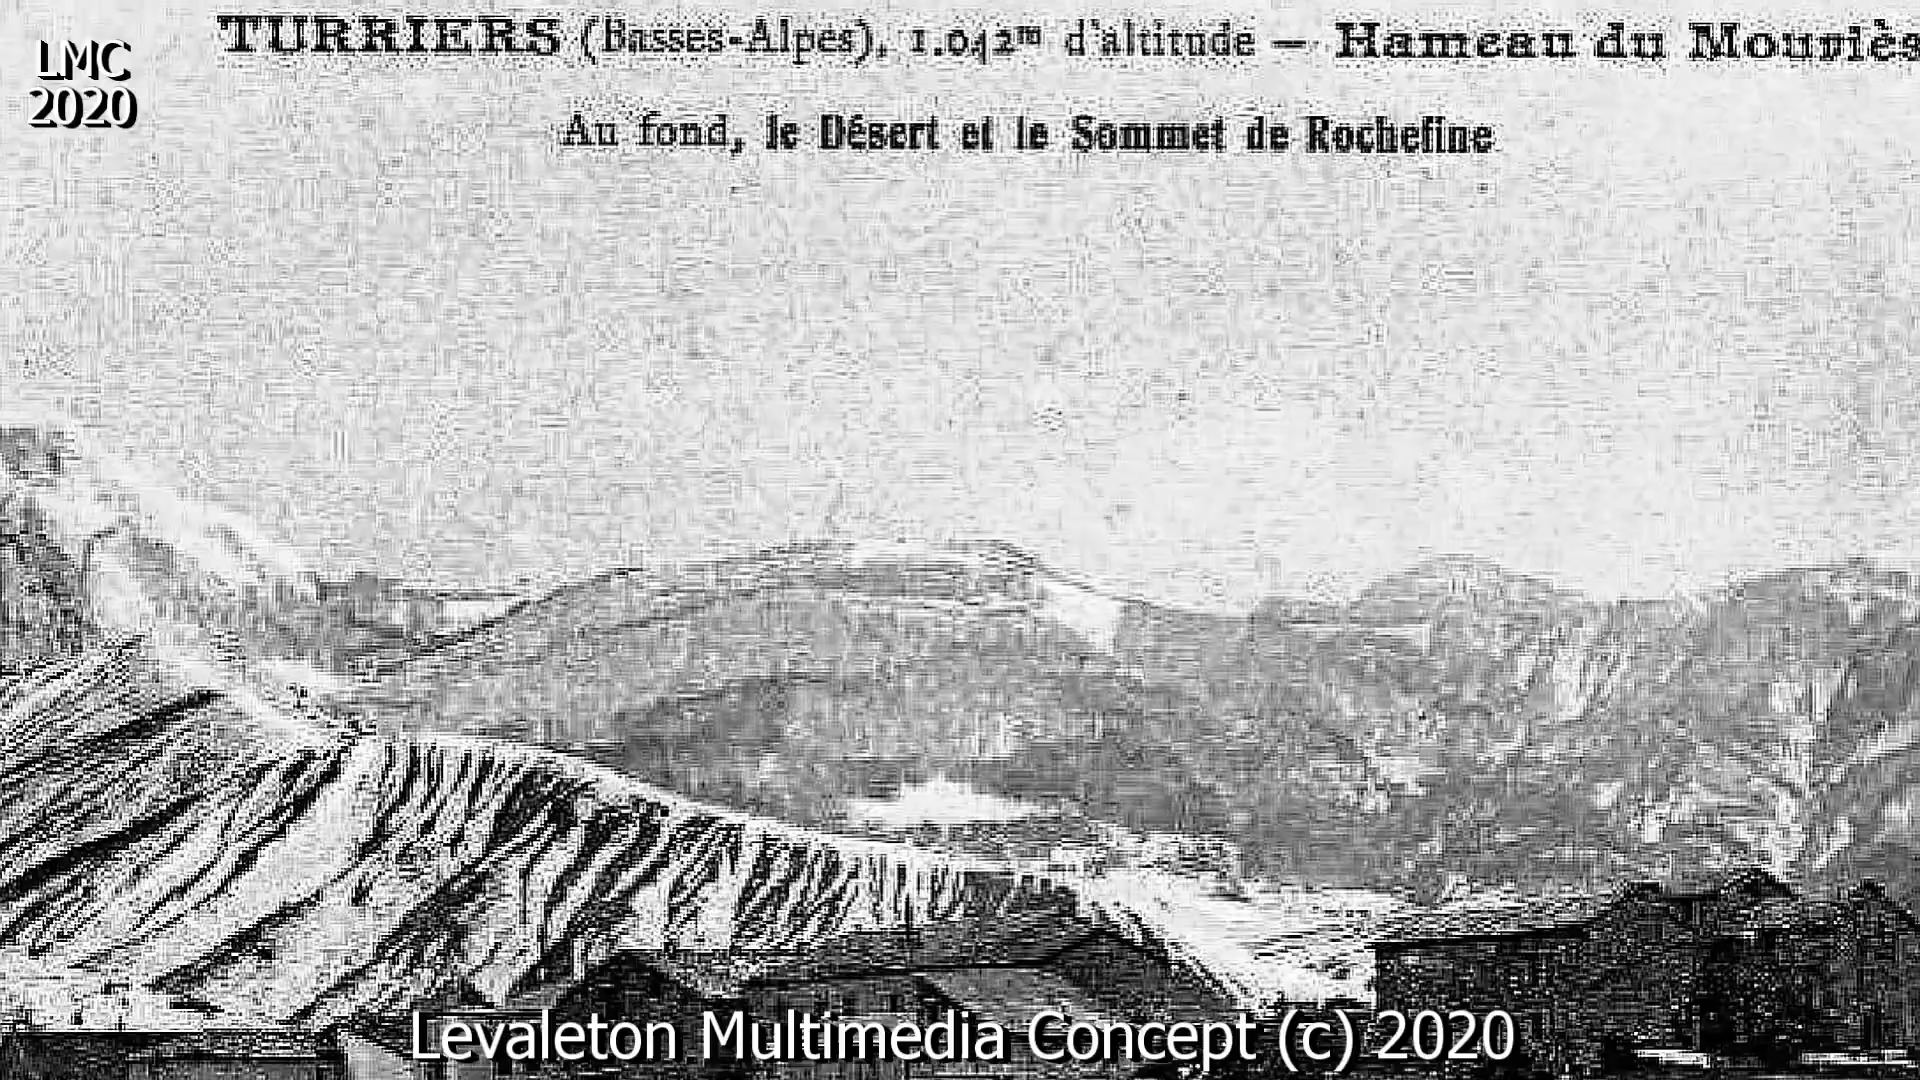 TURRIERS (Basses-Alpes). 1.042m d'altitude — Hameau du Mouriès
Au fond, le Désert et le Sommet de Rochefine
LMC
2020
Levaleton Multimedia Concept (c) 2020